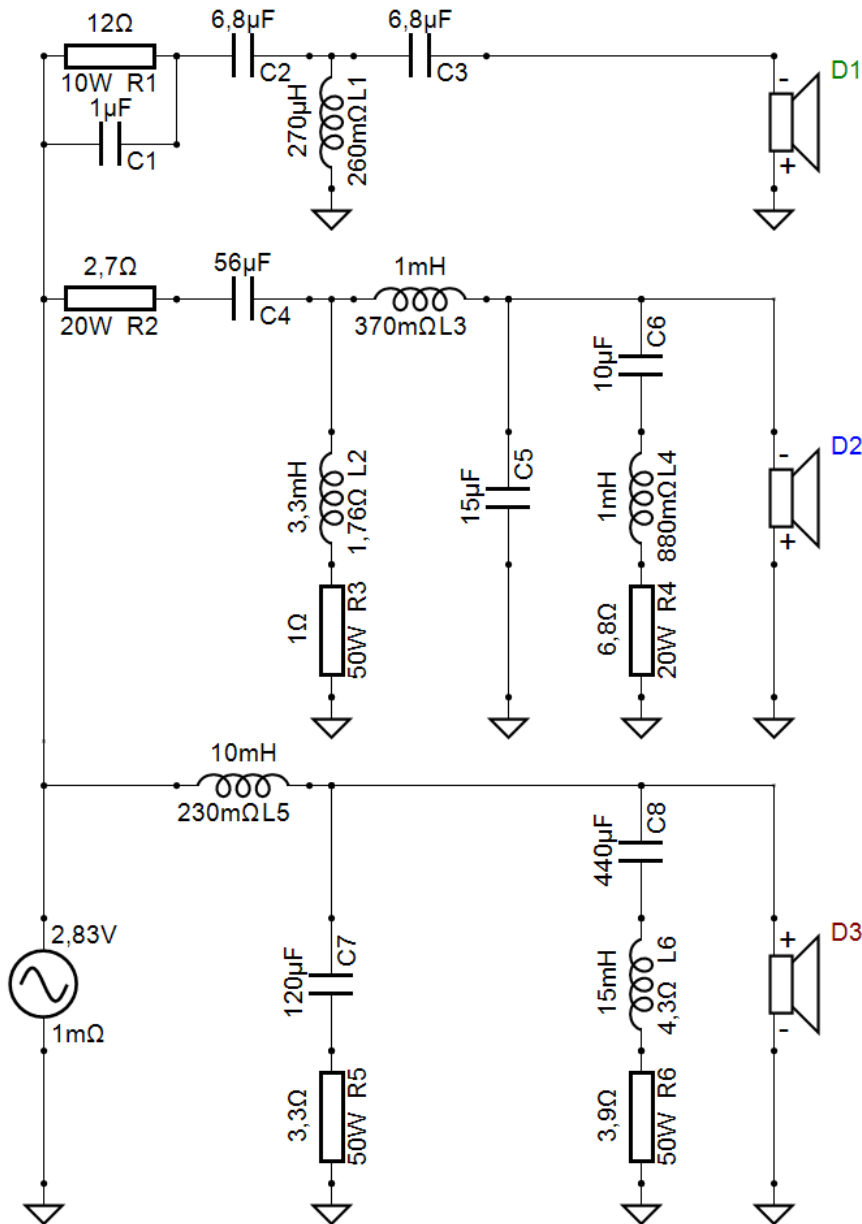 12Ω
10W R1
1µF
C1
6,8µF
C2
6,8µF
C3
270µH
260mΩ L1
-
+
D1
2,7Ω
20W R2
56µF
C4
1mH
370mΩ L3
3,3mH
1,76Ω L2
1Ω
50W R3
15µF
C5
10µF
C6
1mH
880mΩ L4
6,8Ω
20W R4
-
+
D2
10mH
230mΩ L5
2,83V
1mΩ
120µF
C7
3,3Ω
50W R5
440µF
C8
15mH
4,3Ω L6
3,9Ω
50W R6
+
-
D3